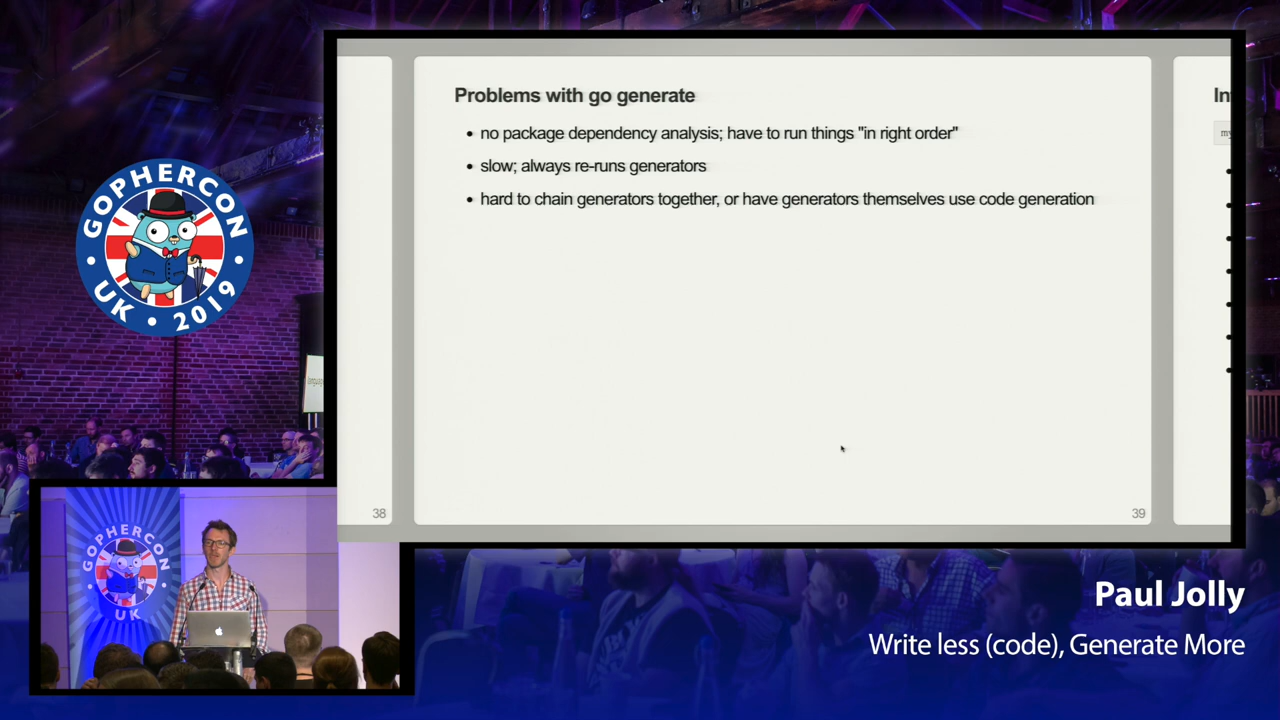 GOPHERCON
UK • 2019
Problems with go generate
• no package dependency analysis; have to run things "in right order"
• slow; always re-runs generators
• hard to chain generators together, or have generators themselves use code generation
38
39
In
my
GOPHERCON
UK
Paul Jolly
Write less (code), Generate More